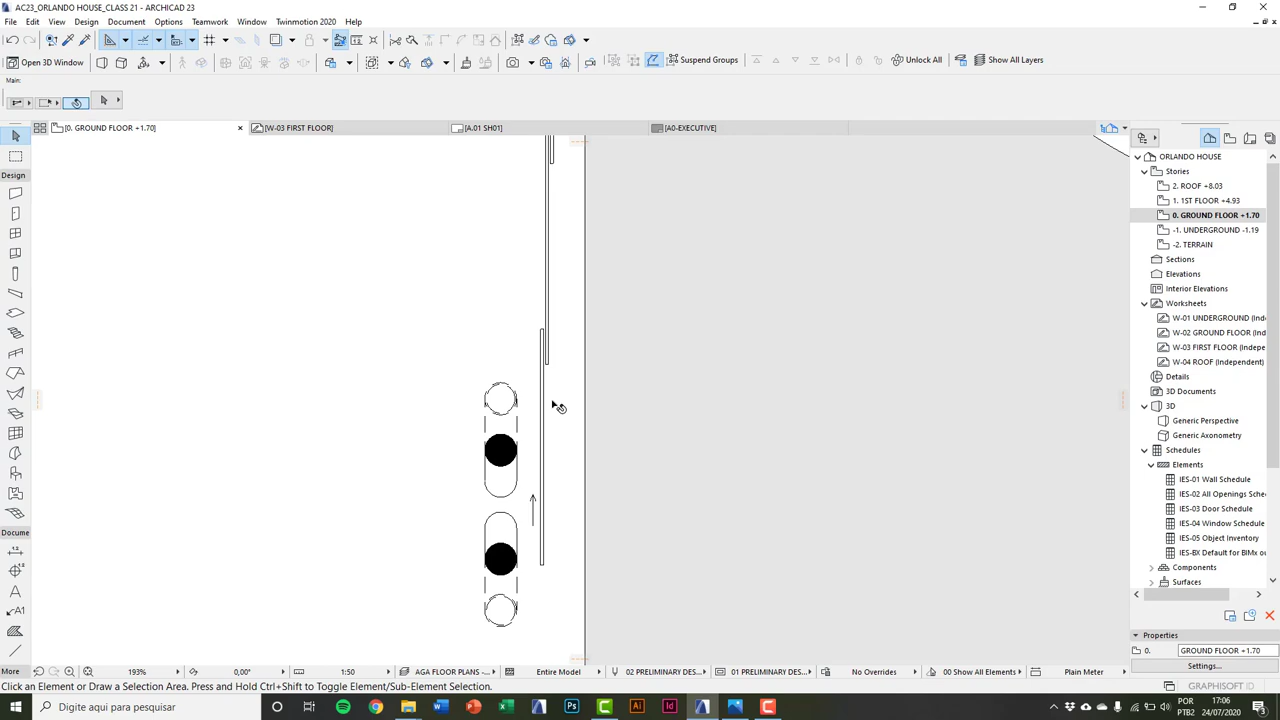 AC23_ORLANDO HOUSE_CLASS 21 - ARCHICAD 23
File Edit View Design Document Options Teamwork Window Twinmotion 2020 Help
Open 3D Window
Suspend Groups
Unlock All
Show All Layers
Main:
[0. GROUND FLOOR +1.70]
[W-03 FIRST FLOOR]
[A.01 SH01]
[A0-EXECUTIVE]
Design
ORLANDO HOUSE
Stories
2. ROOF +8.03
1. 1ST FLOOR +4.93
0. GROUND FLOOR +1.70
-1. UNDERGROUND -1.19
-2. TERRAIN
Sections
Elevations
Interior Elevations
Worksheets
W-01 UNDERGROUND (Ind
W-02 GROUND FLOOR (Ind
W-03 FIRST FLOOR (Indepe
W-04 ROOF (Independent)
Details
3D Documents
3D
Generic Perspective
Generic Axonometry
Schedules
Elements
IES-01 Wall Schedule
IES-02 All Openings Sche
IES-03 Door Schedule
IES-04 Window Schedule
IES-05 Object Inventory
IES-BX Default for BIMx ou
Components
Surfaces
Docume
1.2
A
A1
More
Properties
0. GROUND FLOOR +1.70
Settings...
193%
0,00°
1:50
AGA FLOOR PLANS -...
Entire Model
02 PRELIMINARY DES...
01 PRELIMINARY DES...
No Overrides
00 Show All Elements
Plain Meter
Click an Element or Draw a Selection Area. Press and Hold Ctrl+Shift to Toggle Element/Sub-Element Selection.
GRAPHISOFT ID
Digite aqui para pesquisar
Ps
Ai
Id
POR
PTB2
17:06
24/07/2020